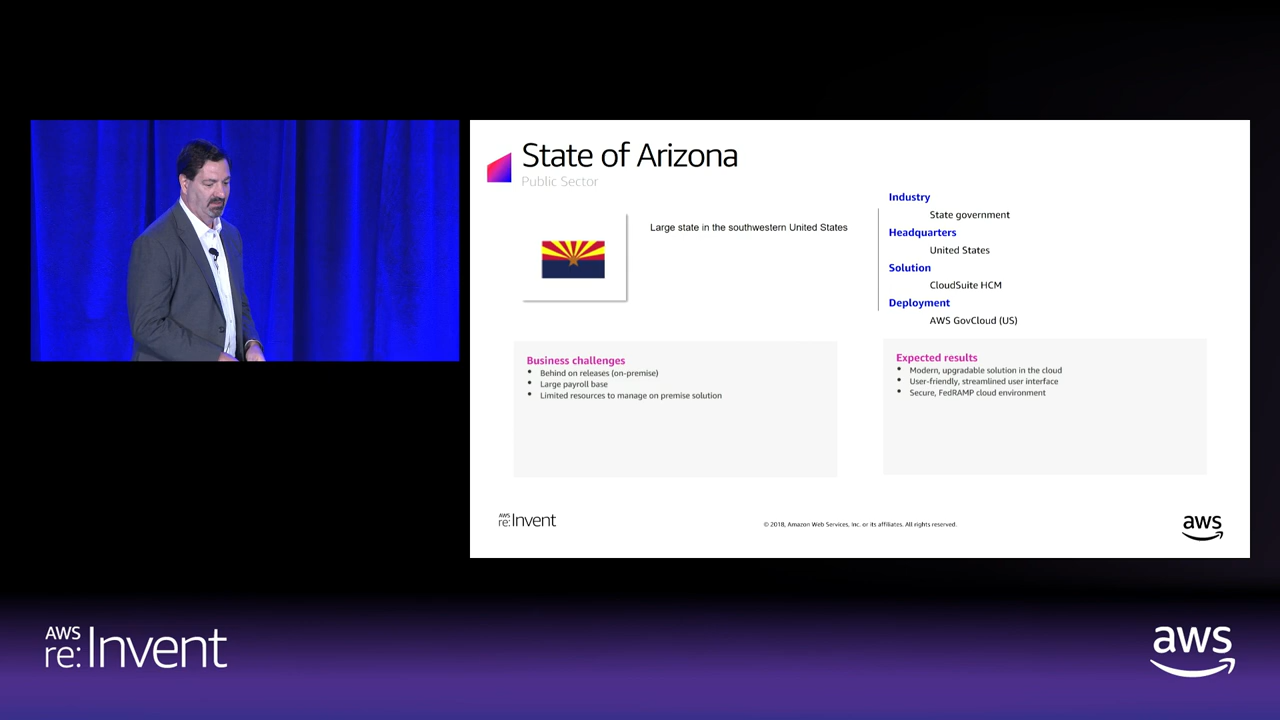 State of Arizona
Public Sector
Large state in the southwestern United States
Industry
State government
Headquarters
United States
Solution
CloudSuite HCM
Deployment
AWS GovCloud (US)
Business challenges
• Behind on releases (on-premise)
• Large payroll base
• Limited resources to manage on premise solution
Expected results
• Modern, upgradable solution in the cloud
• User-friendly, streamlined user interface
• Secure, FedRAMP cloud environment
AWS
re:Invent
© 2018, Amazon Web Services, Inc. or its affiliates. All rights reserved.
aws
AWS
re:Invent
aws